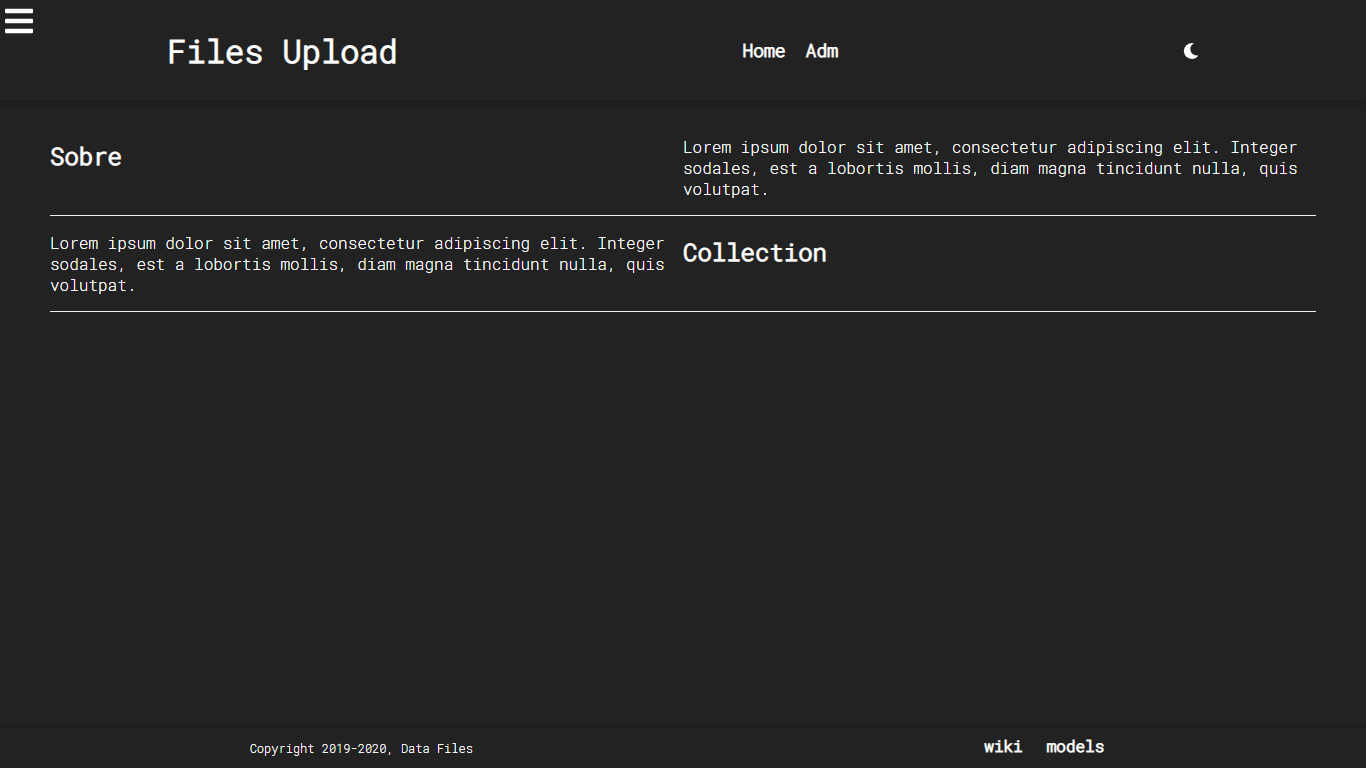 Files Upload
Home Adm
Sobre
Lorem ipsum dolor sit amet, consectetur adipiscing elit. Integer
sodales, est a lobortis mollis, diam magna tincidunt nulla, quis
volutpat.
Lorem ipsum dolor sit amet, consectetur adipiscing elit. Integer
sodales, est a lobortis mollis, diam magna tincidunt nulla, quis
volutpat.
Collection
Copyright 2019-2020, Data Files
wiki models